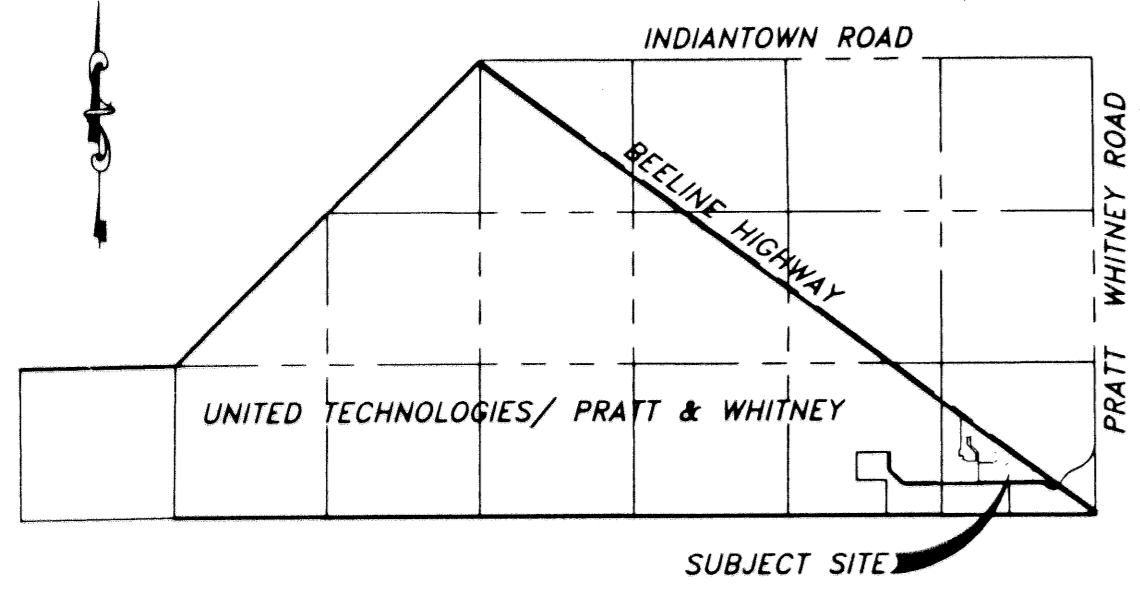 INDIANTOWN ROAD
BEELINE HIGHWAY
PRATT WHITNEY ROAD
UNITED TECHNOLOGIES/ PRATT & WHITNEY
SUBJECT SITE